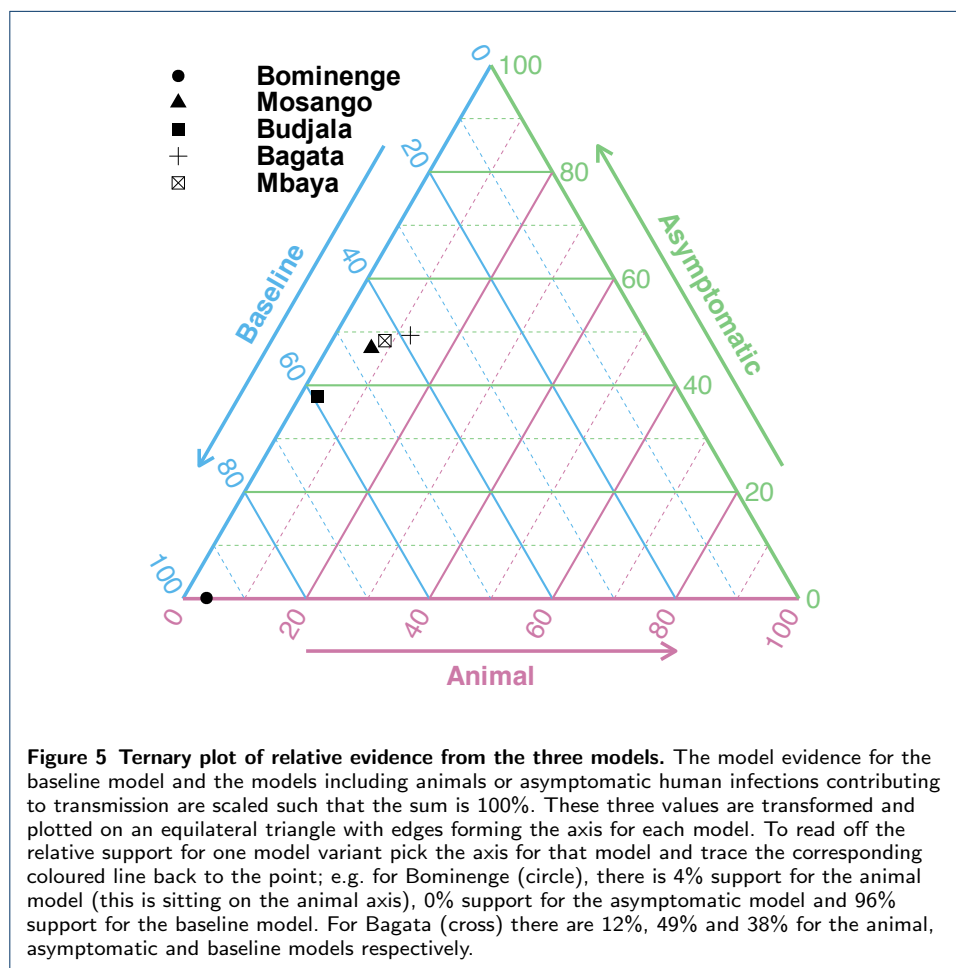 Bominenge
Mosango
Budjala
Bagata
Mbaya
0
20
40
60
80
100
Baseline
100
80
60
40
20
0
Asymptomatic
0
20
40
60
80
100
Animal
Figure 5 Ternary plot of relative evidence from the three models. The model evidence for the
baseline model and the models including animals or asymptomatic human infections contributing
to transmission are scaled such that the sum is 100%. These three values are transformed and
plotted on an equilateral triangle with edges forming the axis for each model. To read off the
relative support for one model variant pick the axis for that model and trace the corresponding
coloured line back to the point; e.g. for Bominenge (circle), there is 4% support for the animal
model (this is sitting on the animal axis), 0% support for the asymptomatic model and 96%
support for the baseline model. For Bagata (cross) there are 12%, 49% and 38% for the animal,
asymptomatic and baseline models respectively.